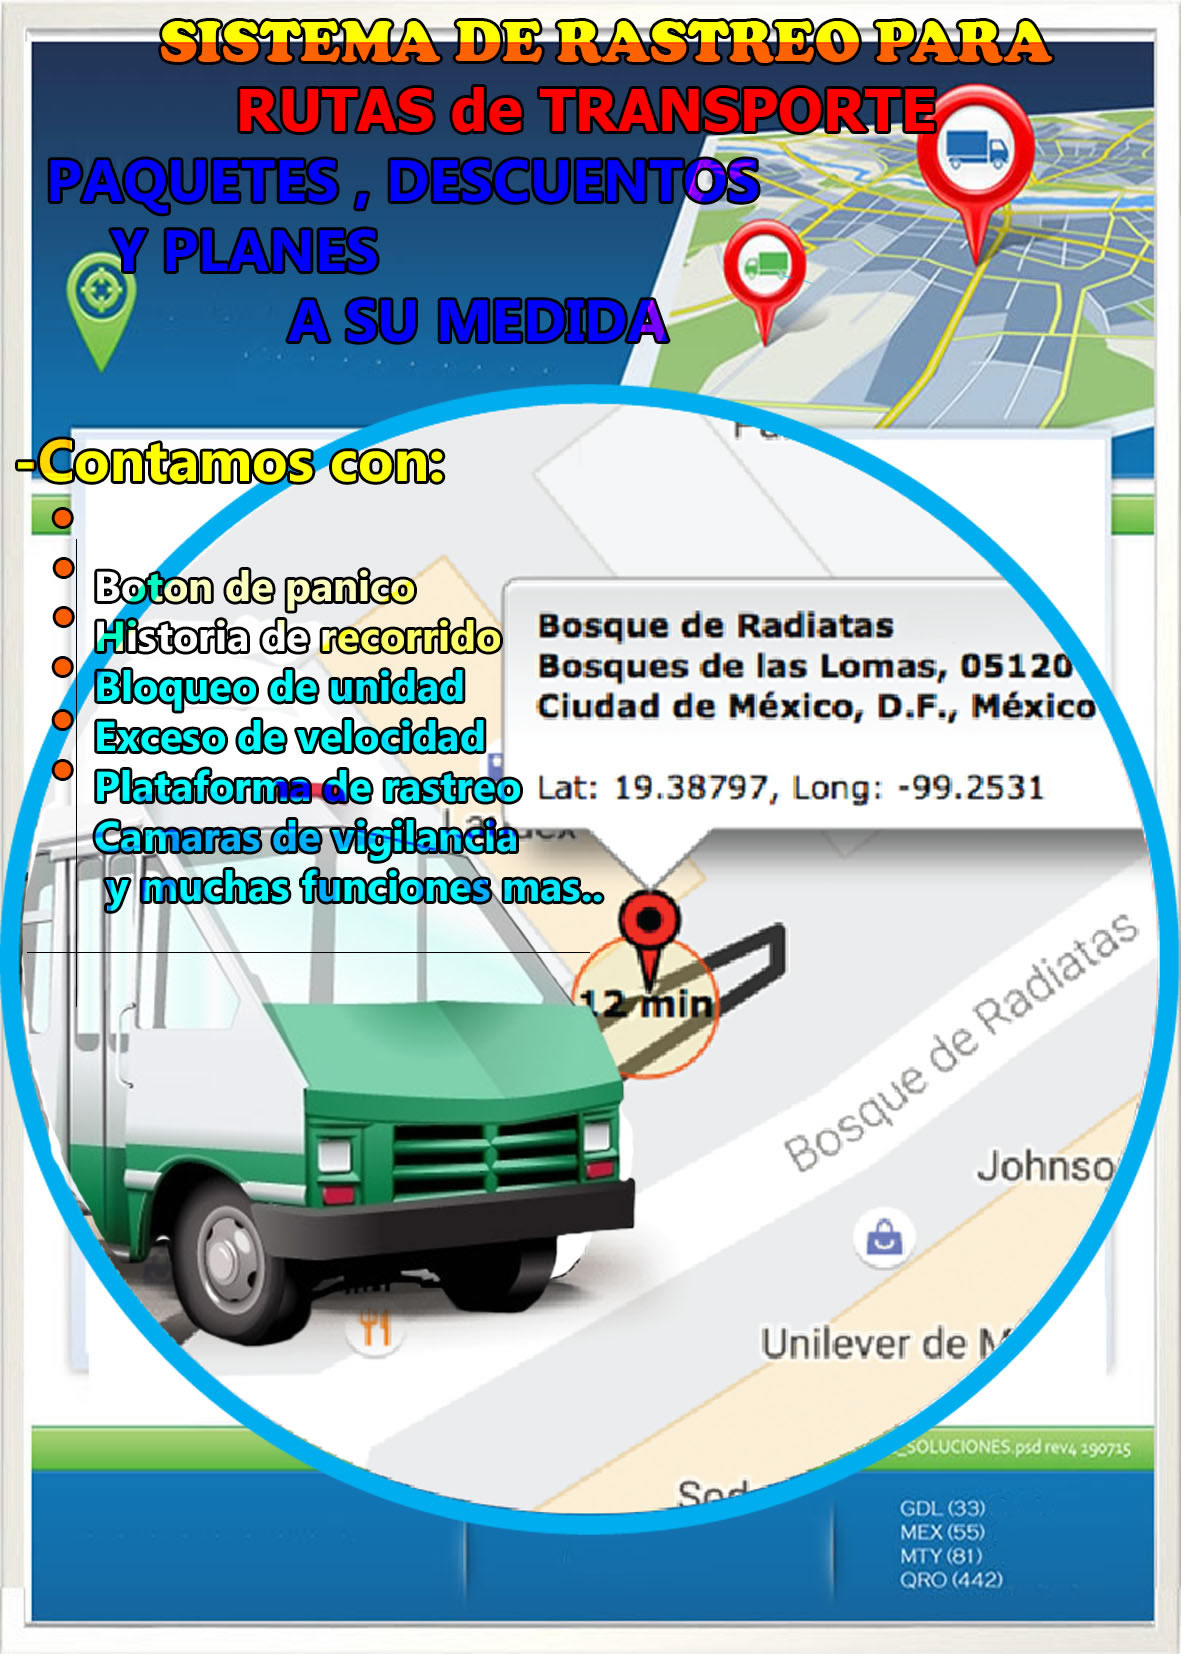 SISTEMA DE RASTREO PARA
RUTAS de TRANSPORTE
PAQUETES , DESCUENTOS
Y PLANES
A SU MEDIDA
-Contamos con:
Boton de panico
Historia de recorrido
Bloqueo de unidad
Exceso de velocidad
Plataforma de rastreo
Camaras de vigilancia
y muchas funciones mas..
Bosque de Radiatas
Bosques de las Lomas, 05120
Ciudad de México, D.F., México
Lat: 19.38797, Long: -99.2531
12 min
Bosque de Radiatas
Johnso
Unilever de M
_SOLUCIONES.psd rev4 190715
GDL (33)
MEX (55)
MTY (81)
QRO (442)